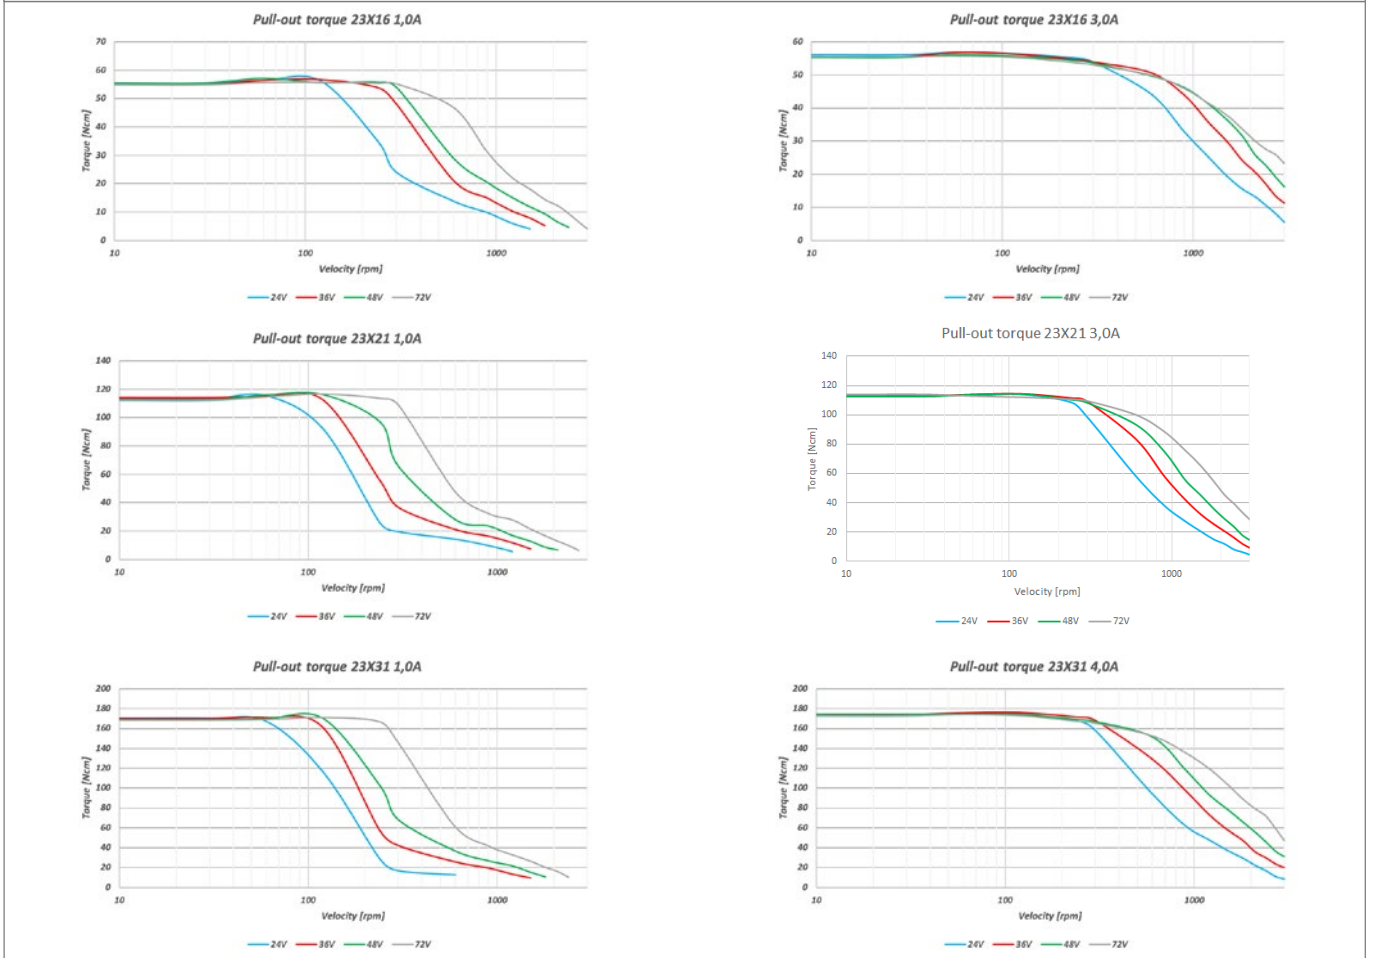 Pull-out torque 23X16 1,0A
70
60
50
40
30
20
10
0
Torque [Ncm]
10 100 1000
Velocity [rpm]
24V 36V 48V 72V
Pull-out torque 23X16 3,0A
60
50
40
30
20
10
0
Torque [Ncm]
10 100 1000
Velocity [rpm]
24V 36V 48V 72V
Pull-out torque 23X21 1,0A
140
120
100
80
60
40
20
0
Torque [Ncm]
10 100 1000
Velocity [rpm]
24V 36V 48V 72V
Pull-out torque 23X21 3,0A
140
120
100
80
60
40
20
0
Torque [Ncm]
10 100 1000
Velocity [rpm]
24V 36V 48V 72V
Pull-out torque 23X31 1,0A
200
180
160
140
120
100
80
60
40
20
0
Torque [Ncm]
10 100 1000
Velocity [rpm]
24V 36V 48V 72V
Pull-out torque 23X31 4,0A
200
180
160
140
120
100
80
60
40
20
0
Torque [Ncm]
10 100 1000
Velocity [rpm]
24V 36V 48V 72V